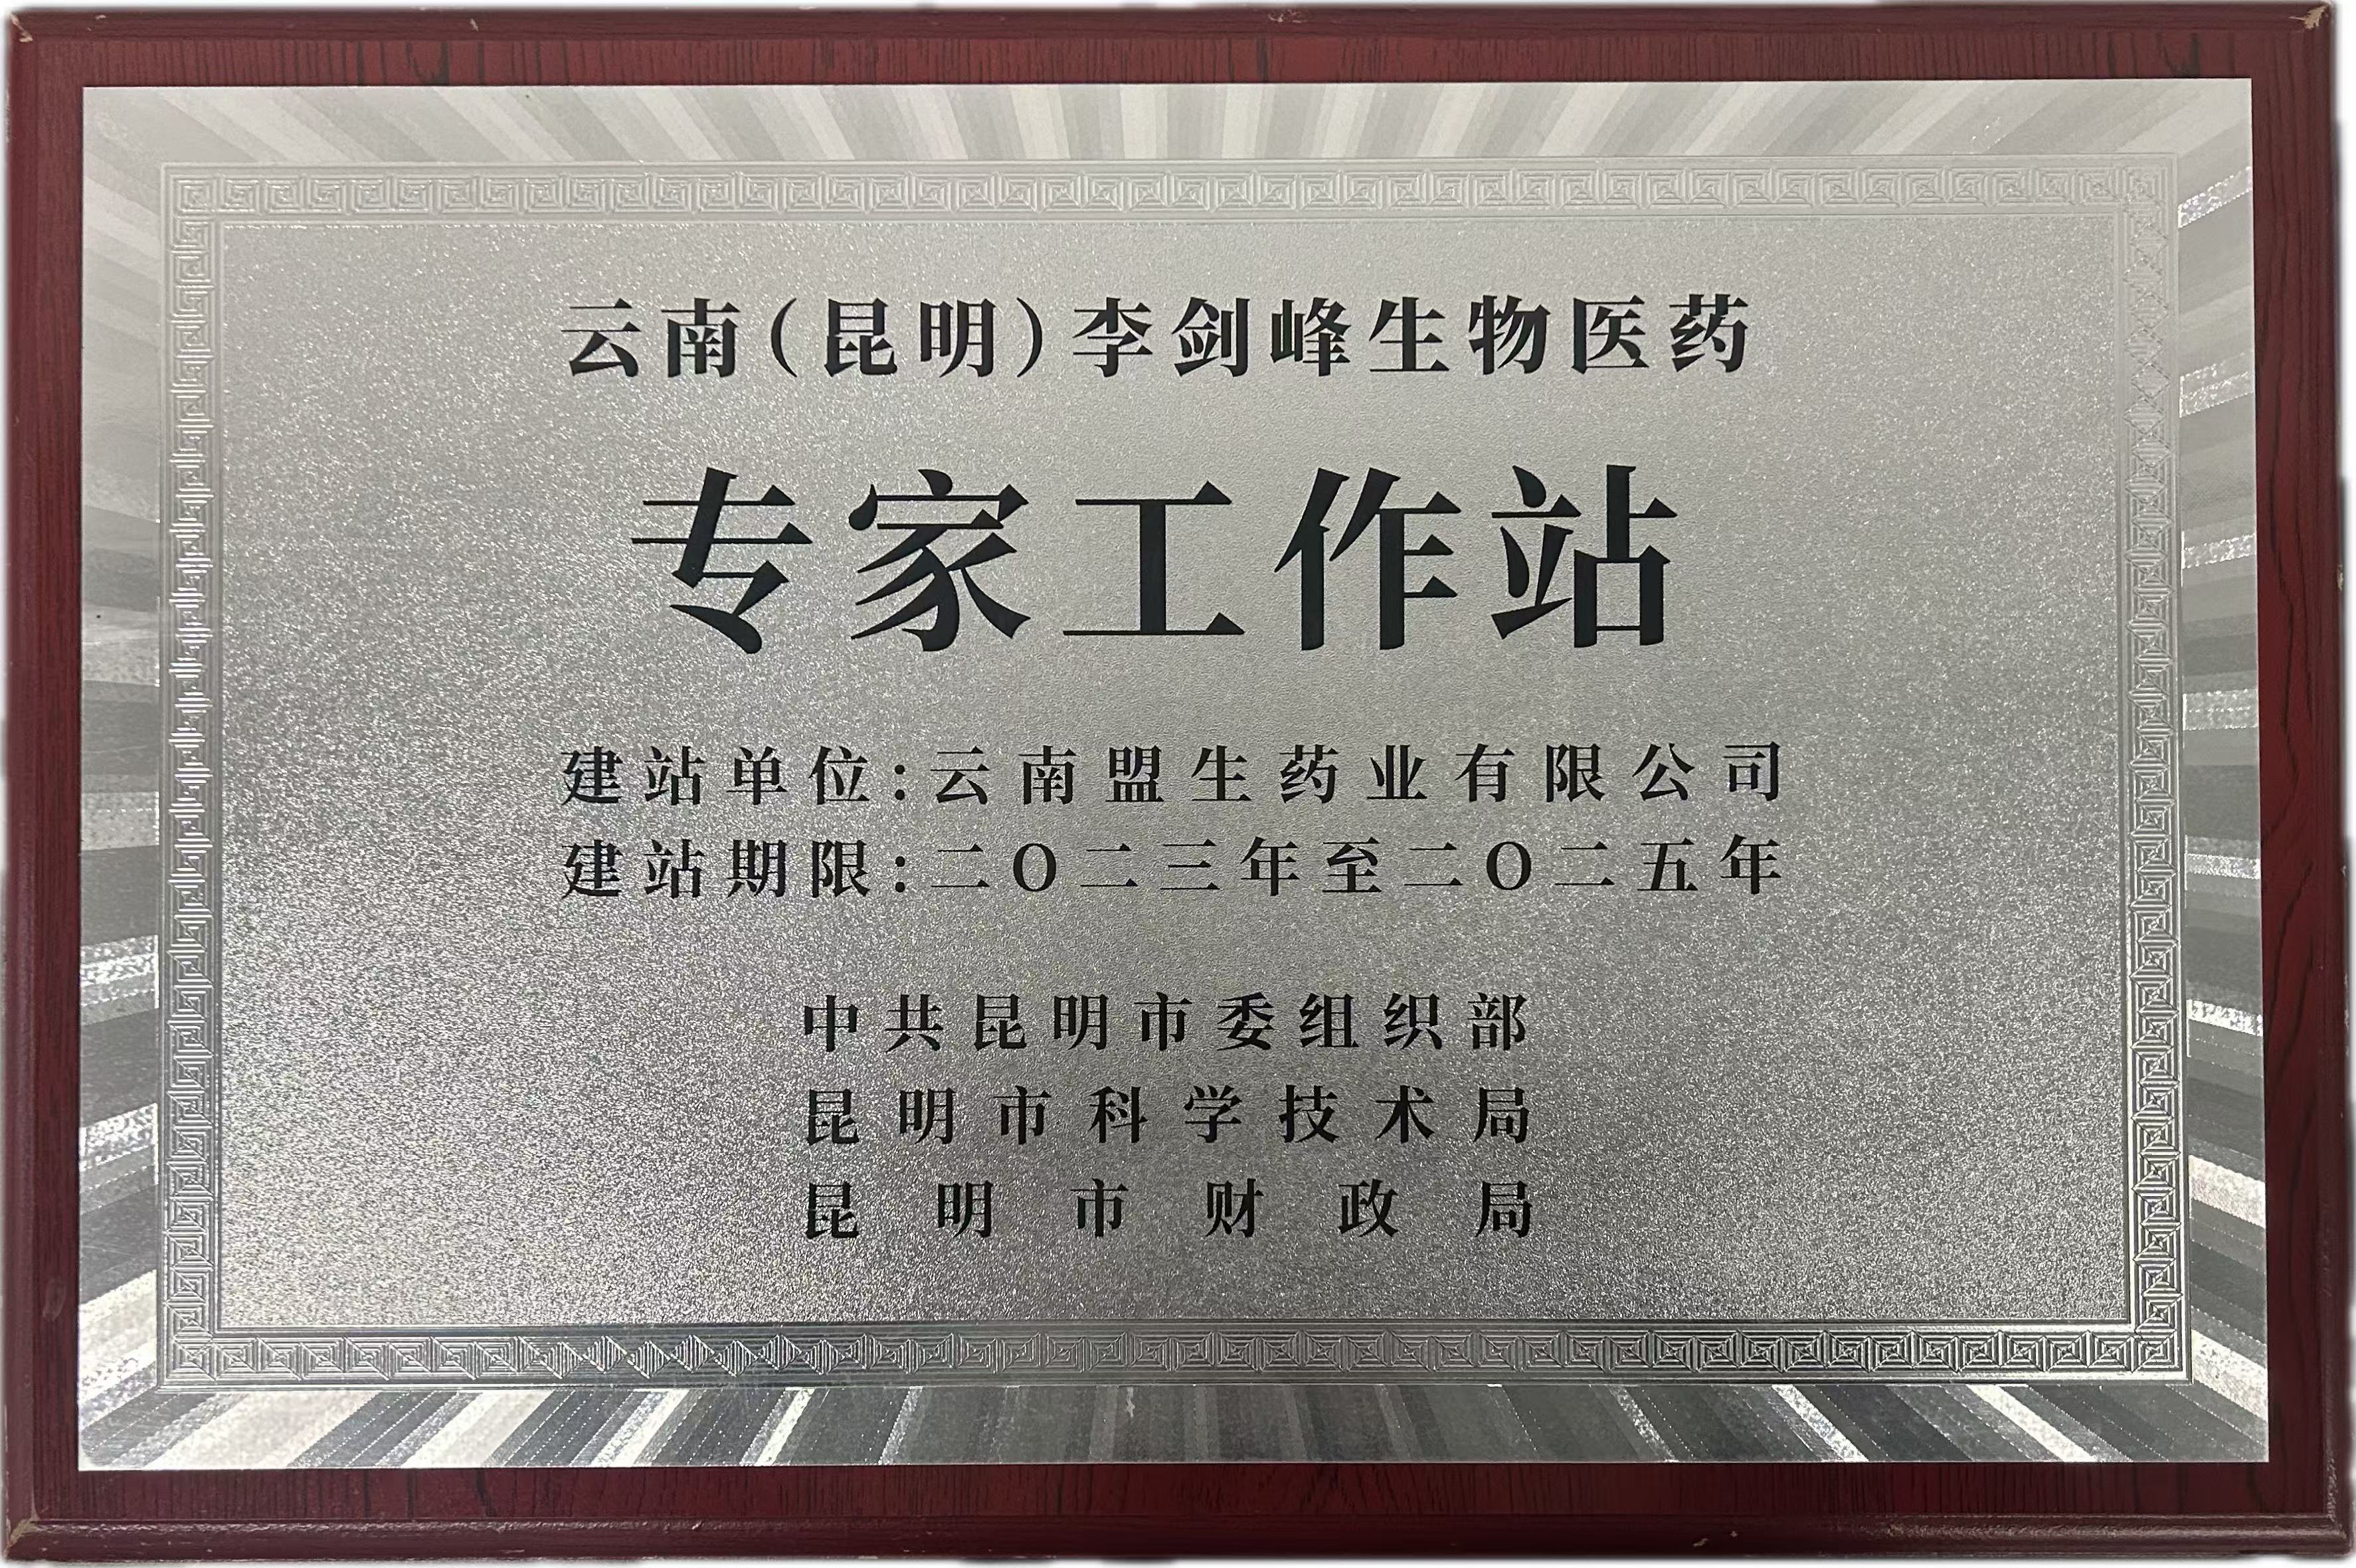 云南(昆明)李剑峰生物医药
专家工作站
建站单位:云南盟生药业有限公司
建站期限:二O二三年至二O二五年
中共昆明市委组织部
昆明市科学技术局
昆明市财政局